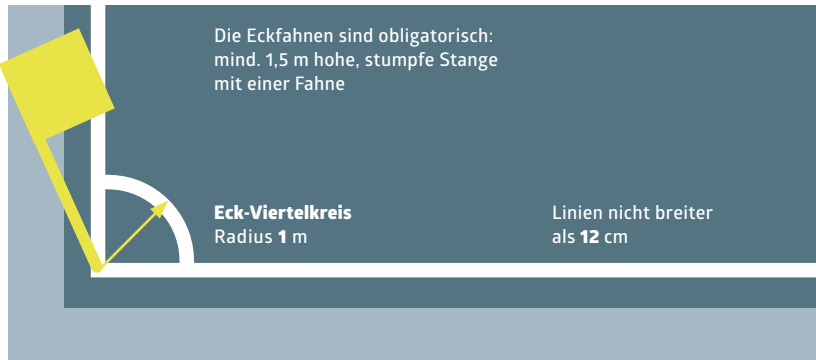 Die Eckfahnen sind obligatorisch:
mind. 1,5 m hohe, stumpfe Stange
mit einer Fahne
Eck-Viertelkreis
Radius 1 m
Linien nicht breiter
als 12 cm